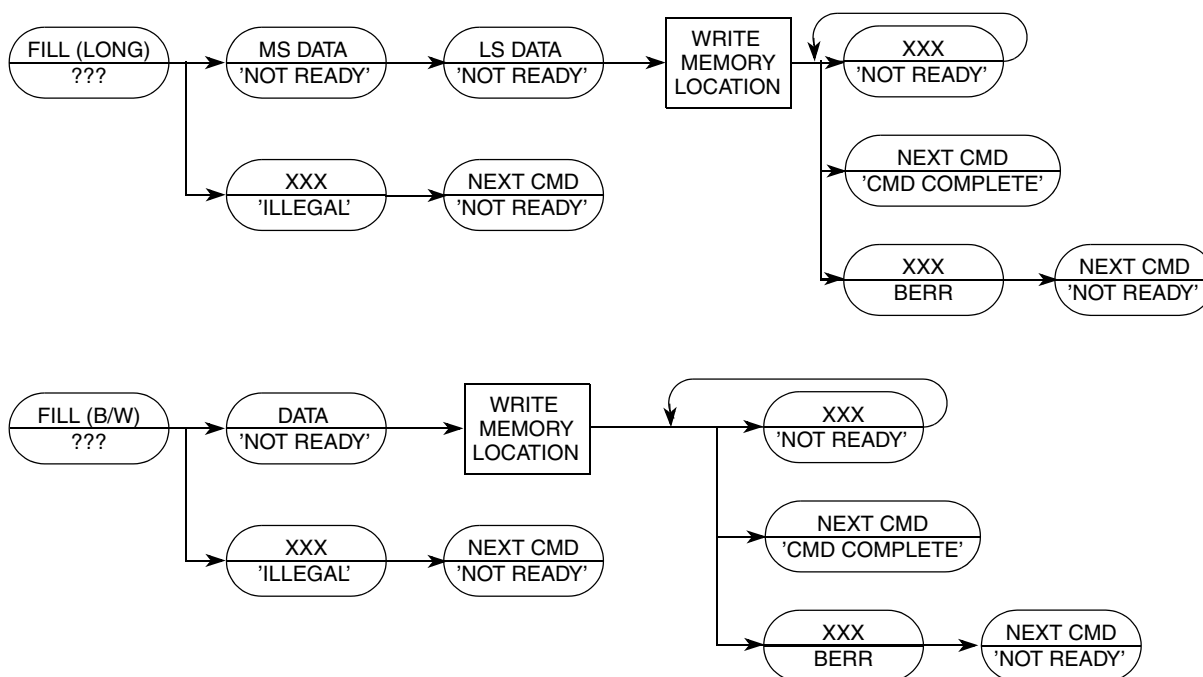 FILL (LONG)
???
MS DATA
'NOT READY'
LS DATA
'NOT READY'
WRITE
MEMORY
LOCATION
XXX
'NOT READY'
XXX
'ILLEGAL'
NEXT CMD
'NOT READY'
NEXT CMD
'CMD COMPLETE'
XXX
BERR
NEXT CMD
'NOT READY'
FILL (B/W)
???
DATA
'NOT READY'
WRITE
MEMORY
LOCATION
XXX
'NOT READY'
XXX
'ILLEGAL'
NEXT CMD
'NOT READY'
NEXT CMD
'CMD COMPLETE'
XXX
BERR
NEXT CMD
'NOT READY'